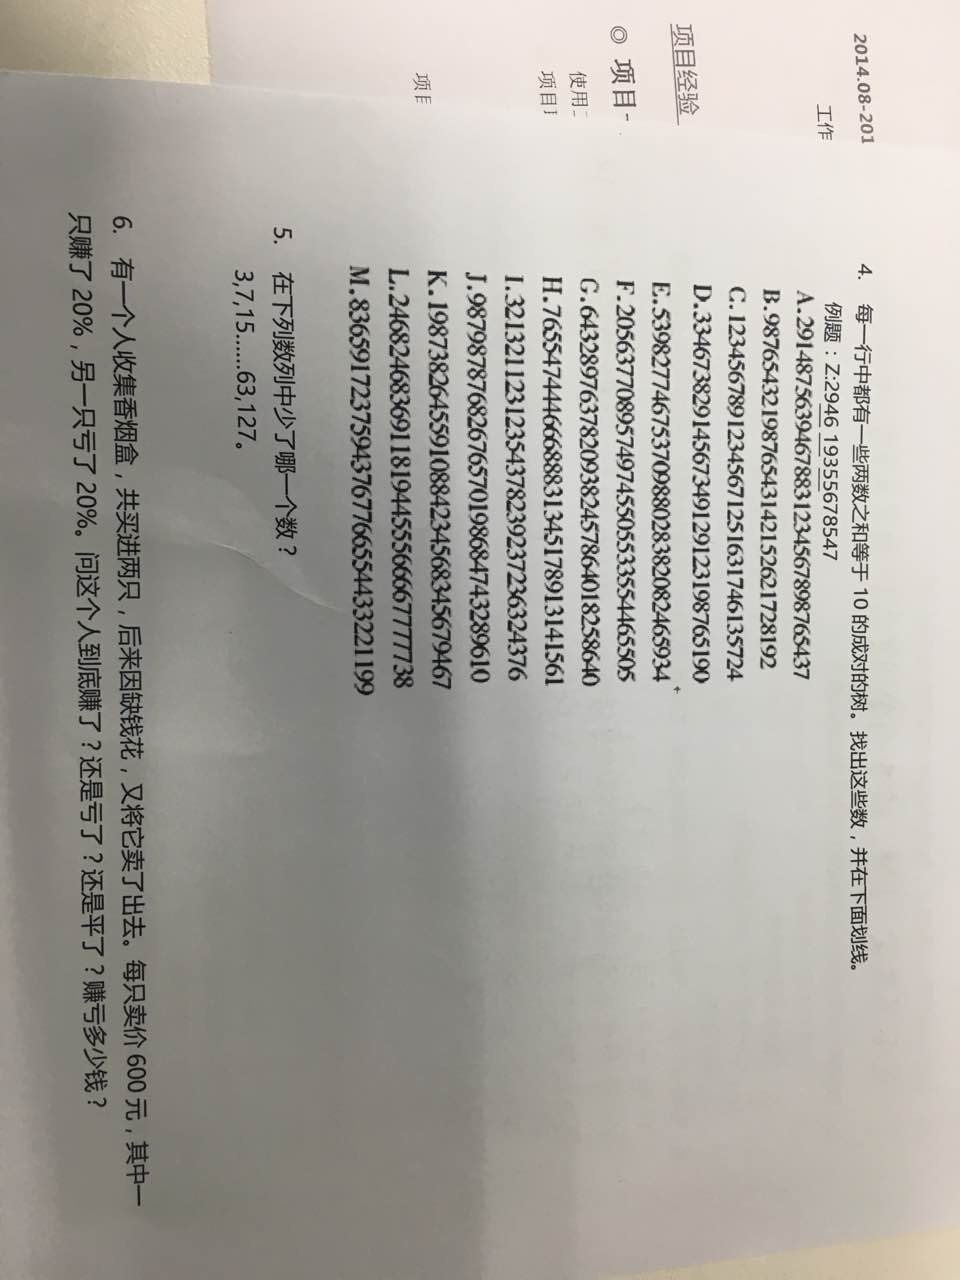 2014.08-201
工作
项目经验
◎ 项目一
使用
项目
项目
4. 每一行中都有一些两数之和等于 10 的成对的树。找出这些数，并在下面划线。
例题：Z:2946 19355678547
A.29148756394678831234567898765437
B.9876543219876543142152621728192
C.12345678912345671251631746135724
D.33467382914567349129123198765190
E.53982774675370988028382082465934
F.20563770895749745505533554465505
G.64328976378209382457864018258640
H.76554744466688831345178913141561
I.32132112312354378239237236324376
J.98798787682676570198684743289610
K.19873826455910884234568345679467
L.24682468369118194455566667777738
M.83659172375943767766554433221199
5. 在下列数列中少了哪一个数？
3,7,15……63,127。
6. 有一个人收集香烟盒，共买进两只，后来因缺钱花，又将它卖了出去。每只卖价 600 元，其中一
只赚了 20%，另一只亏了 20%。问这个人到底赚了？还是亏了？还是平了？赚亏多少钱？